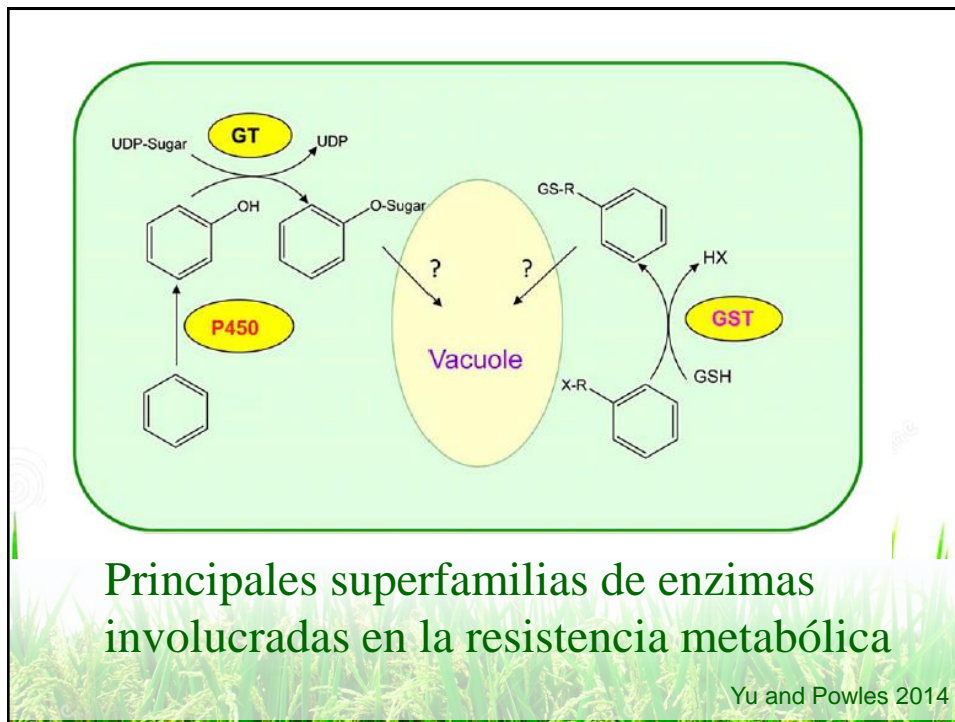 GT
UDP-Sugar
UDP
OH
O-Sugar
P450
?
?
Vacuole
GS-R
HX
GST
X-R
GSH
Principales superfamilias de enzimas
involucradas en la resistencia metabólica
Yu and Powles 2014